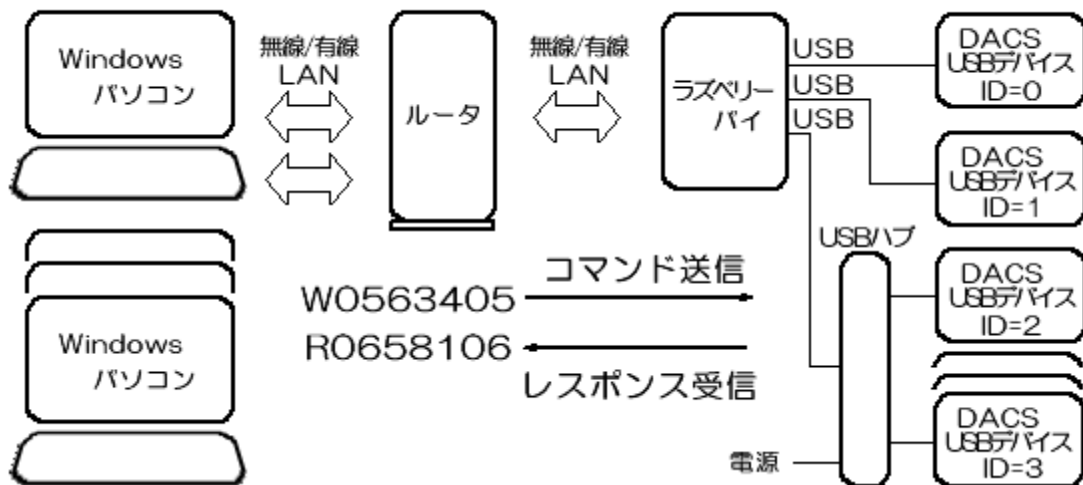 Windows
パソコン
無線/有線
LAN
ルータ
無線/有線
LAN
ラズベリー
パイ
USB
USB
USB
DACS
USBデバイス
ID=0
DACS
USBデバイス
ID=1
USBハブ
DACS
USBデバイス
ID=2
DACS
USBデバイス
ID=3
電源
コマンド送信
W0563405
R0658106
レスポンス受信
Windows
パソコン